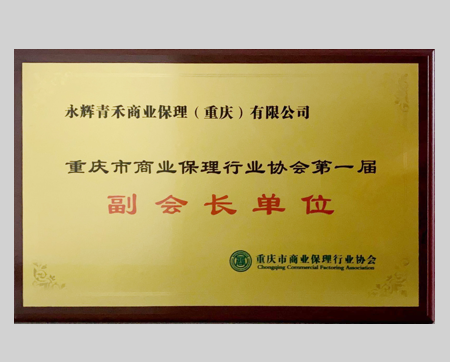 永辉青禾商业保理（重庆）有限公司
重庆市商业保理行业协会第一届
副会长单位
重庆市商业保理行业协会
Chongqing Commercial Factoring Association